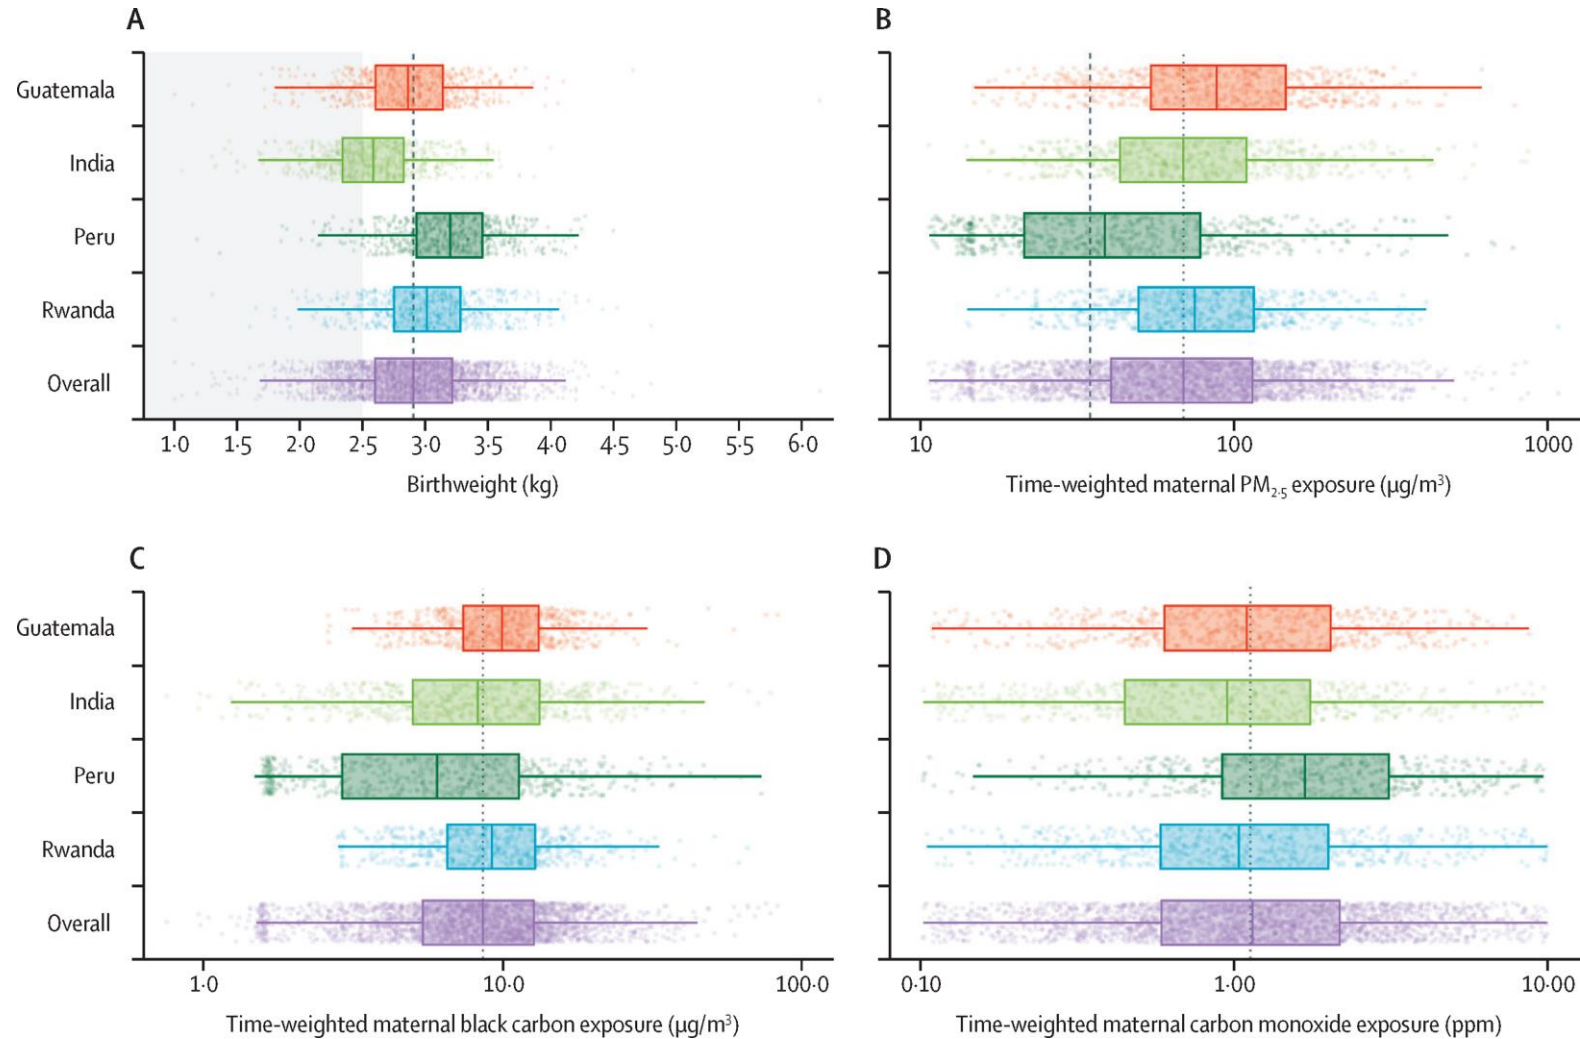 A
Guatemala
India
Peru
Rwanda
Overall
1·0 1·5 2·0 2·5 3·0 3·5 4·0 4·5 5·0 5·5 6·0
Birthweight (kg)
B
10 100 1000
Time-weighted maternal PM₂·₅ exposure (µg/m³)
C
Guatemala
India
Peru
Rwanda
Overall
1·0 10·0 100·0
Time-weighted maternal black carbon exposure (µg/m³)
D
0·10 1·00 10·00
Time-weighted maternal carbon monoxide exposure (ppm)